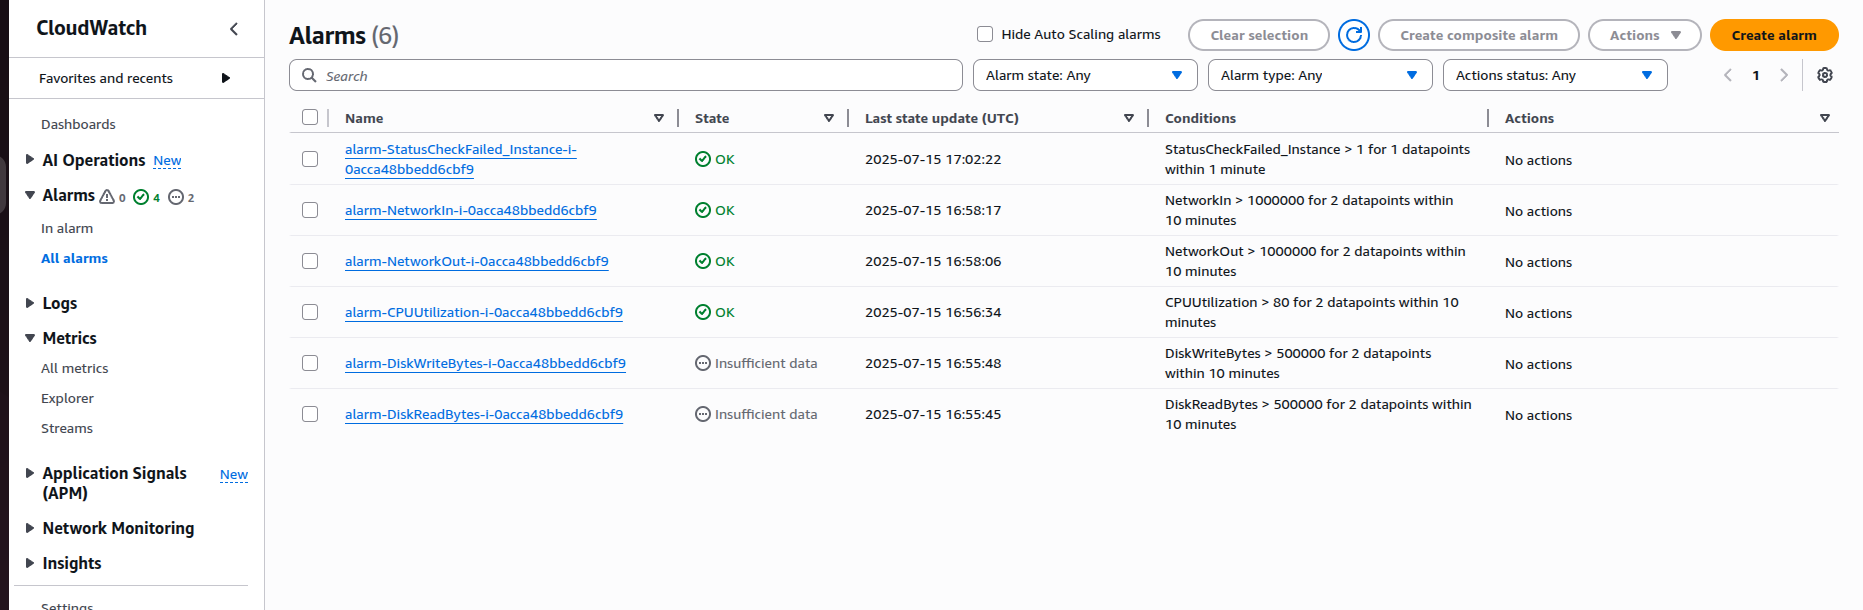 CloudWatch
Favorites and recents
Dashboards
AI Operations New
Alarms 0 4 2
In alarm
All alarms
Logs
Metrics
All metrics
Explorer
Streams
Application Signals New
(APM)
Network Monitoring
Insights
Settings
Alarms (6)
Hide Auto Scaling alarms
Clear selection
Create composite alarm
Actions
Create alarm
Search
Alarm state: Any
Alarm type: Any
Actions status: Any
1
Name State Last state update (UTC) Conditions Actions
alarm-StatusCheckFailed_Instance-i-
0acca48bbedd6cbf9
OK
2025-07-15 17:02:22
StatusCheckFailed_Instance > 1 for 1 datapoints
within 1 minute
No actions
alarm-NetworkIn-i-0acca48bbedd6cbf9
OK
2025-07-15 16:58:17
NetworkIn > 1000000 for 2 datapoints within
10 minutes
No actions
alarm-NetworkOut-i-0acca48bbedd6cbf9
OK
2025-07-15 16:58:06
NetworkOut > 1000000 for 2 datapoints within
10 minutes
No actions
alarm-CPUUtilization-i-0acca48bbedd6cbf9
OK
2025-07-15 16:56:34
CPUUtilization > 80 for 2 datapoints within 10
minutes
No actions
alarm-DiskWriteBytes-i-0acca48bbedd6cbf9
Insufficient data
2025-07-15 16:55:48
DiskWriteBytes > 500000 for 2 datapoints
within 10 minutes
No actions
alarm-DiskReadBytes-i-0acca48bbedd6cbf9
Insufficient data
2025-07-15 16:55:45
DiskReadBytes > 500000 for 2 datapoints within
10 minutes
No actions